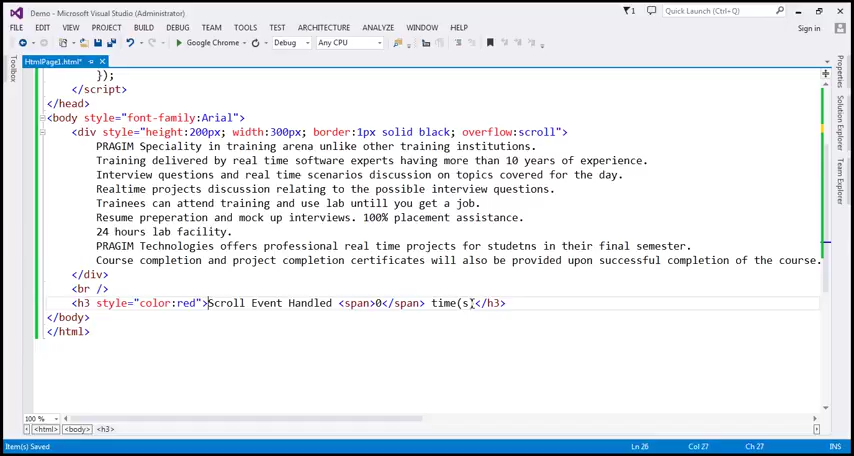 Demo - Microsoft Visual Studio (Administrator)
1
Quick Launch (Ctrl+Q)
FILE EDIT VIEW PROJECT BUILD DEBUG TEAM TOOLS TEST ARCHITECTURE ANALYZE WINDOW HELP
Sign in
Google Chrome Debug Any CPU
HtmlPage1.html*
Toolbox
Properties
Solution Explorer
Team Explorer
});
</script>
</head>
<body style="font-family:Arial">
<div style="height:200px; width:300px; border:1px solid black; overflow:scroll">
PRAGIM Speciality in training arena unlike other training institutions.
Training delivered by real time software experts having more than 10 years of experience.
Interview questions and real time scenarios discussion on topics covered for the day.
Realtime projects discussion relating to the possible interview questions.
Trainees can attend training and use lab untill you get a job.
Resume preperation and mock up interviews. 100% placement assistance.
24 hours lab facility.
PRAGIM Technologies offers professional real time projects for studetns in their final semester.
Course completion and project completion certificates will also be provided upon successful completion of the course.
</div>
<br />
<h3 style="color:red">Scroll Event Handled <span>0</span> time(s)</h3>
</body>
</html>
100 %
<html> <body> <h3>
Item(s) Saved Ln 26 Col 27 Ch 27 INS